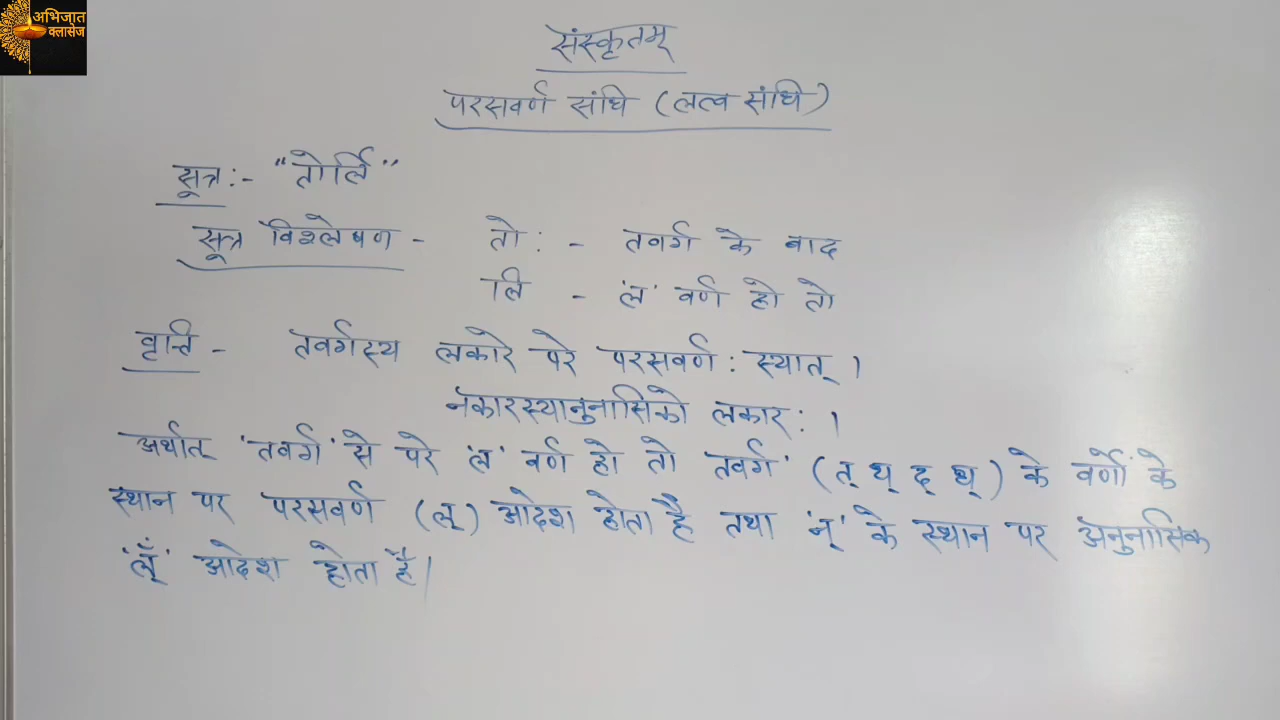 अभिजात
क्लासेज
संस्कृतम्
परसवर्ण संधि (लत्व संधि)
सूत्र :- "तोर्लि"
सूत्र विश्लेषण - तो : - तवर्ग के बाद
लि - 'ल' वर्ण हो तो
वृत्ति - तवर्गस्य लकारे परे परसवर्ण : स्यात् ।
नकारस्यानुनासिको लकार : ।
अर्थात् 'तवर्ग' से परे 'ल' वर्ण हो तो तवर्ग' (त् थ् द् ध्) के वर्णों के
स्थान पर परसवर्ण (ल्) आदेश होता है तथा 'न्' के स्थान पर अनुनासिक
'ल्ँ' आदेश होता है।